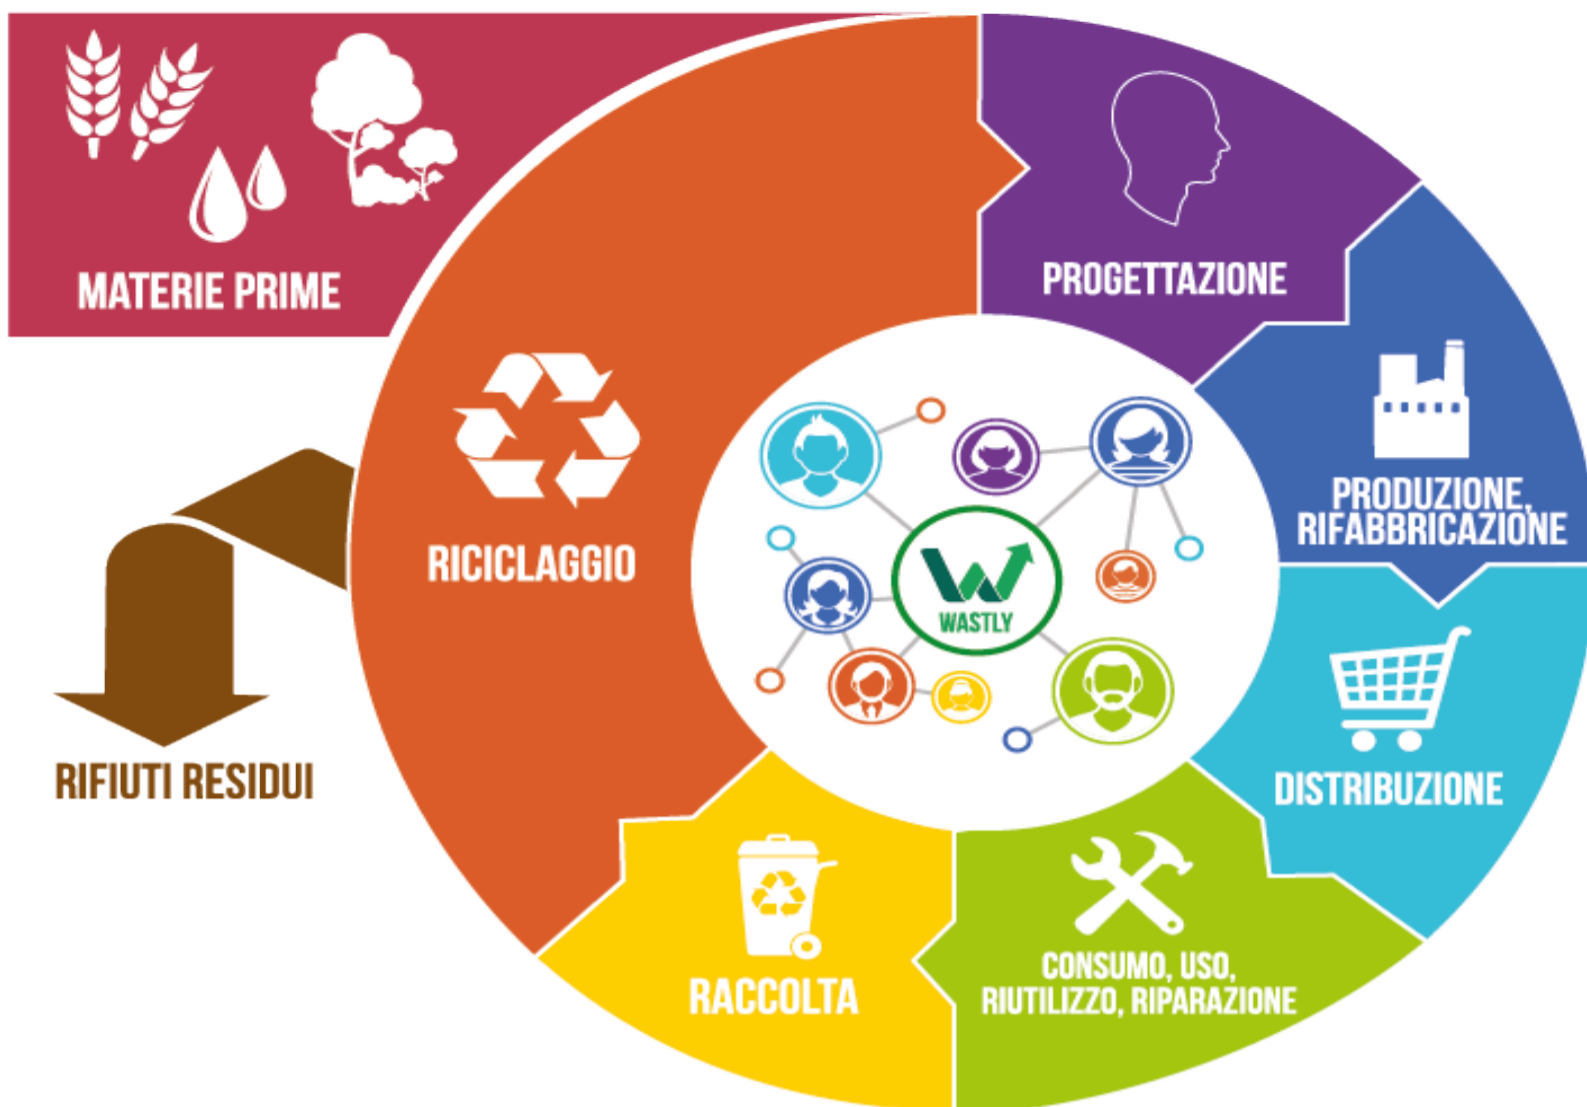 MATERIE PRIME
PROGETTAZIONE
PRODUZIONE,
RIFABBRICAZIONE
RICICLAGGIO
WASTLY
DISTRIBUZIONE
RIFIUTI RESIDUI
CONSUMO, USO,
RIUTILIZZO, RIPARAZIONE
RACCOLTA